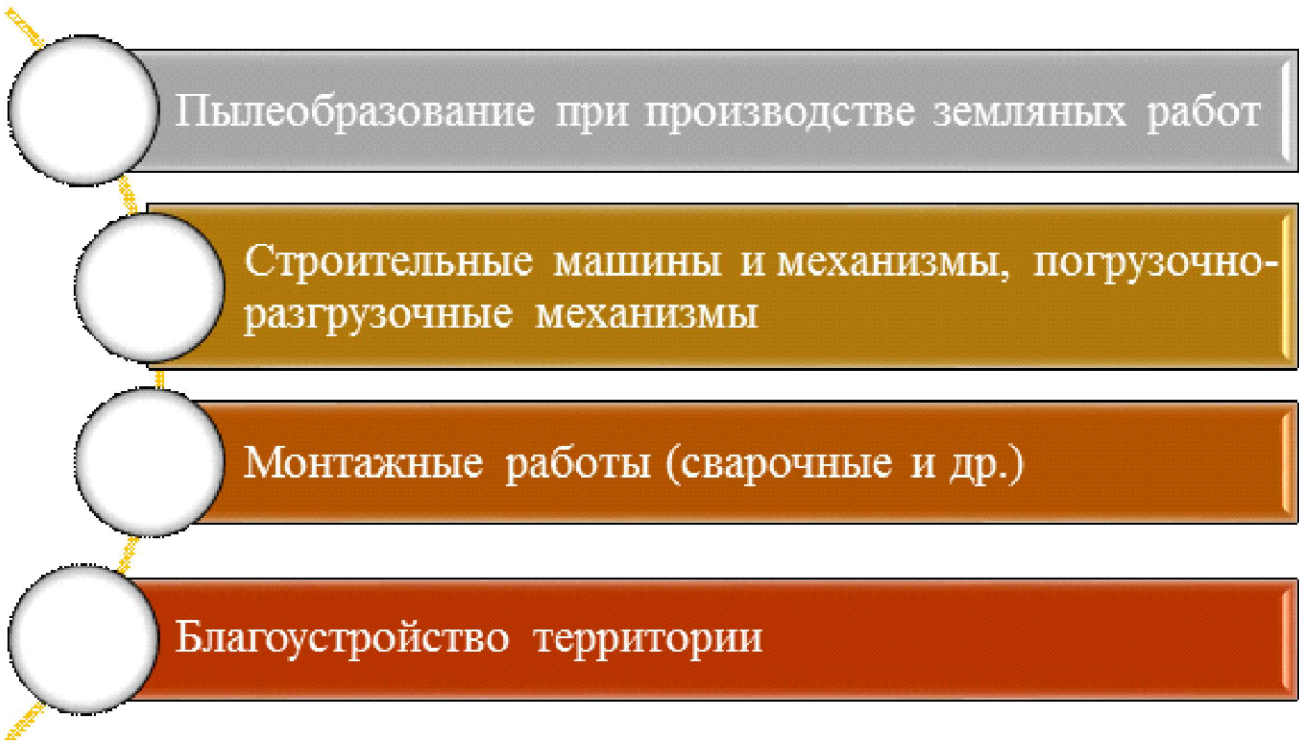 Пылеобразование при производстве земляных работ
Строительные машины и механизмы, погрузочно-
разгрузочные механизмы
Монтажные работы (сварочные и др.)
Благоустройство территории